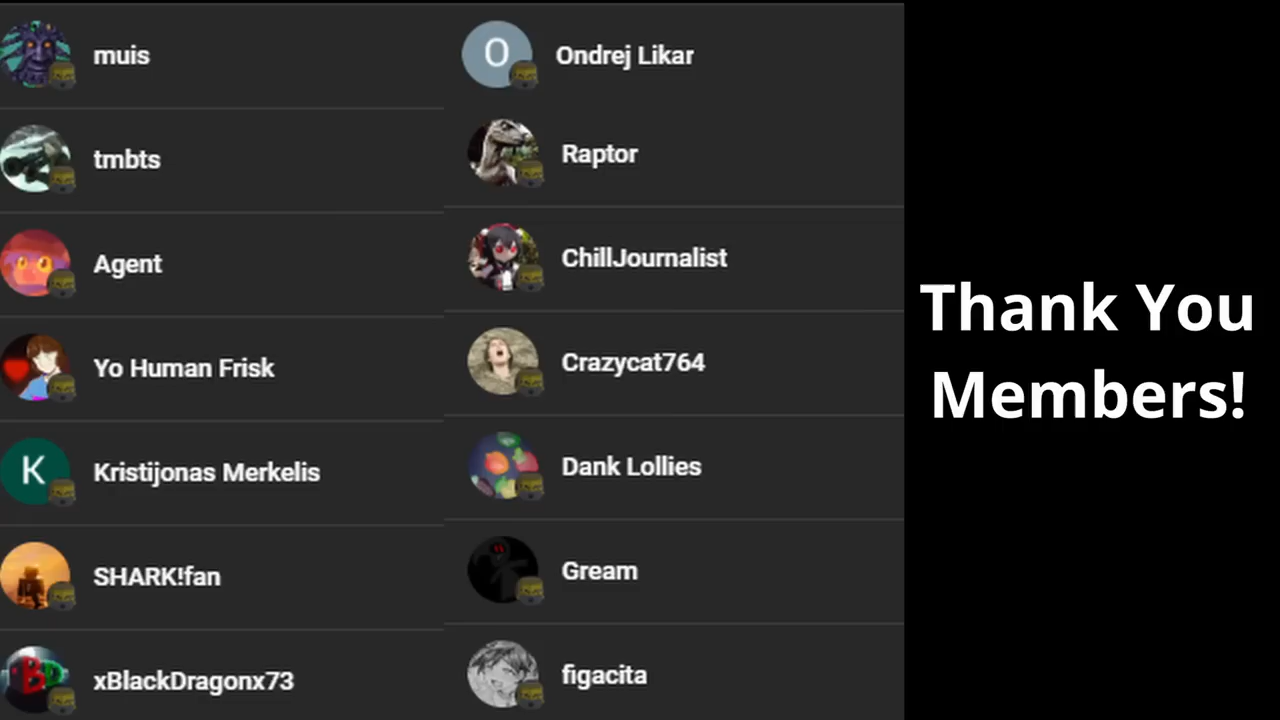 muis
tmbts
Agent
Yo Human Frisk
K
Kristijonas Merkelis
SHARK!fan
BD
xBlackDragonx73
O
Ondrej Likar
Raptor
ChillJournalist
Crazycat764
Dank Lollies
Gream
figacita
Thank You
Members!